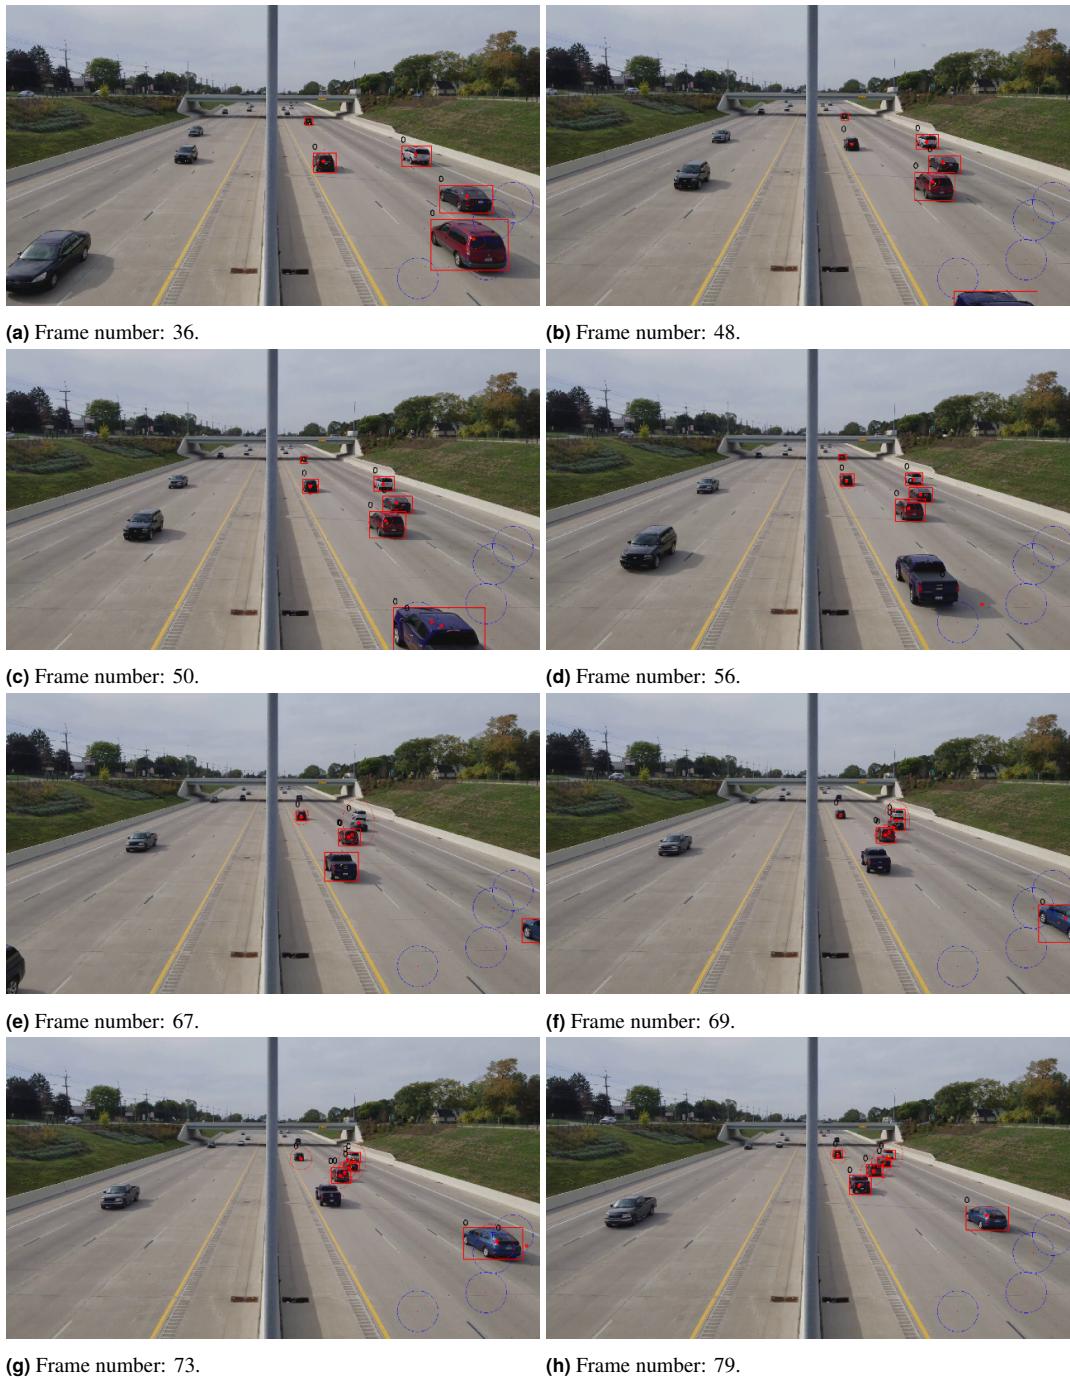 (a) Frame number: 36.
(b) Frame number: 48.
(c) Frame number: 50.
(d) Frame number: 56.
(e) Frame number: 67.
(f) Frame number: 69.
(g) Frame number: 73.
(h) Frame number: 79.